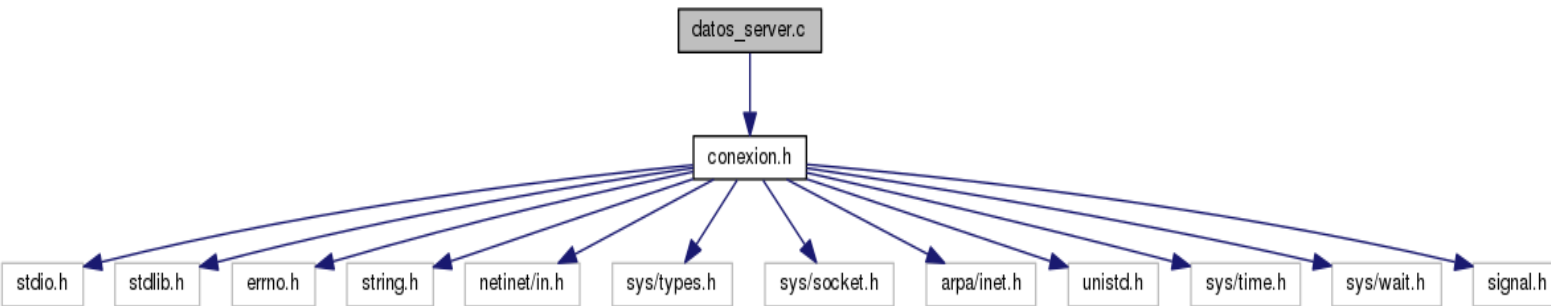 datos_server.c
conexion.h
stdio.h
stdlib.h
errno.h
string.h
netinet/in.h
sys/types.h
sys/socket.h
arpa/inet.h
unistd.h
sys/time.h
sys/wait.h
signal.h